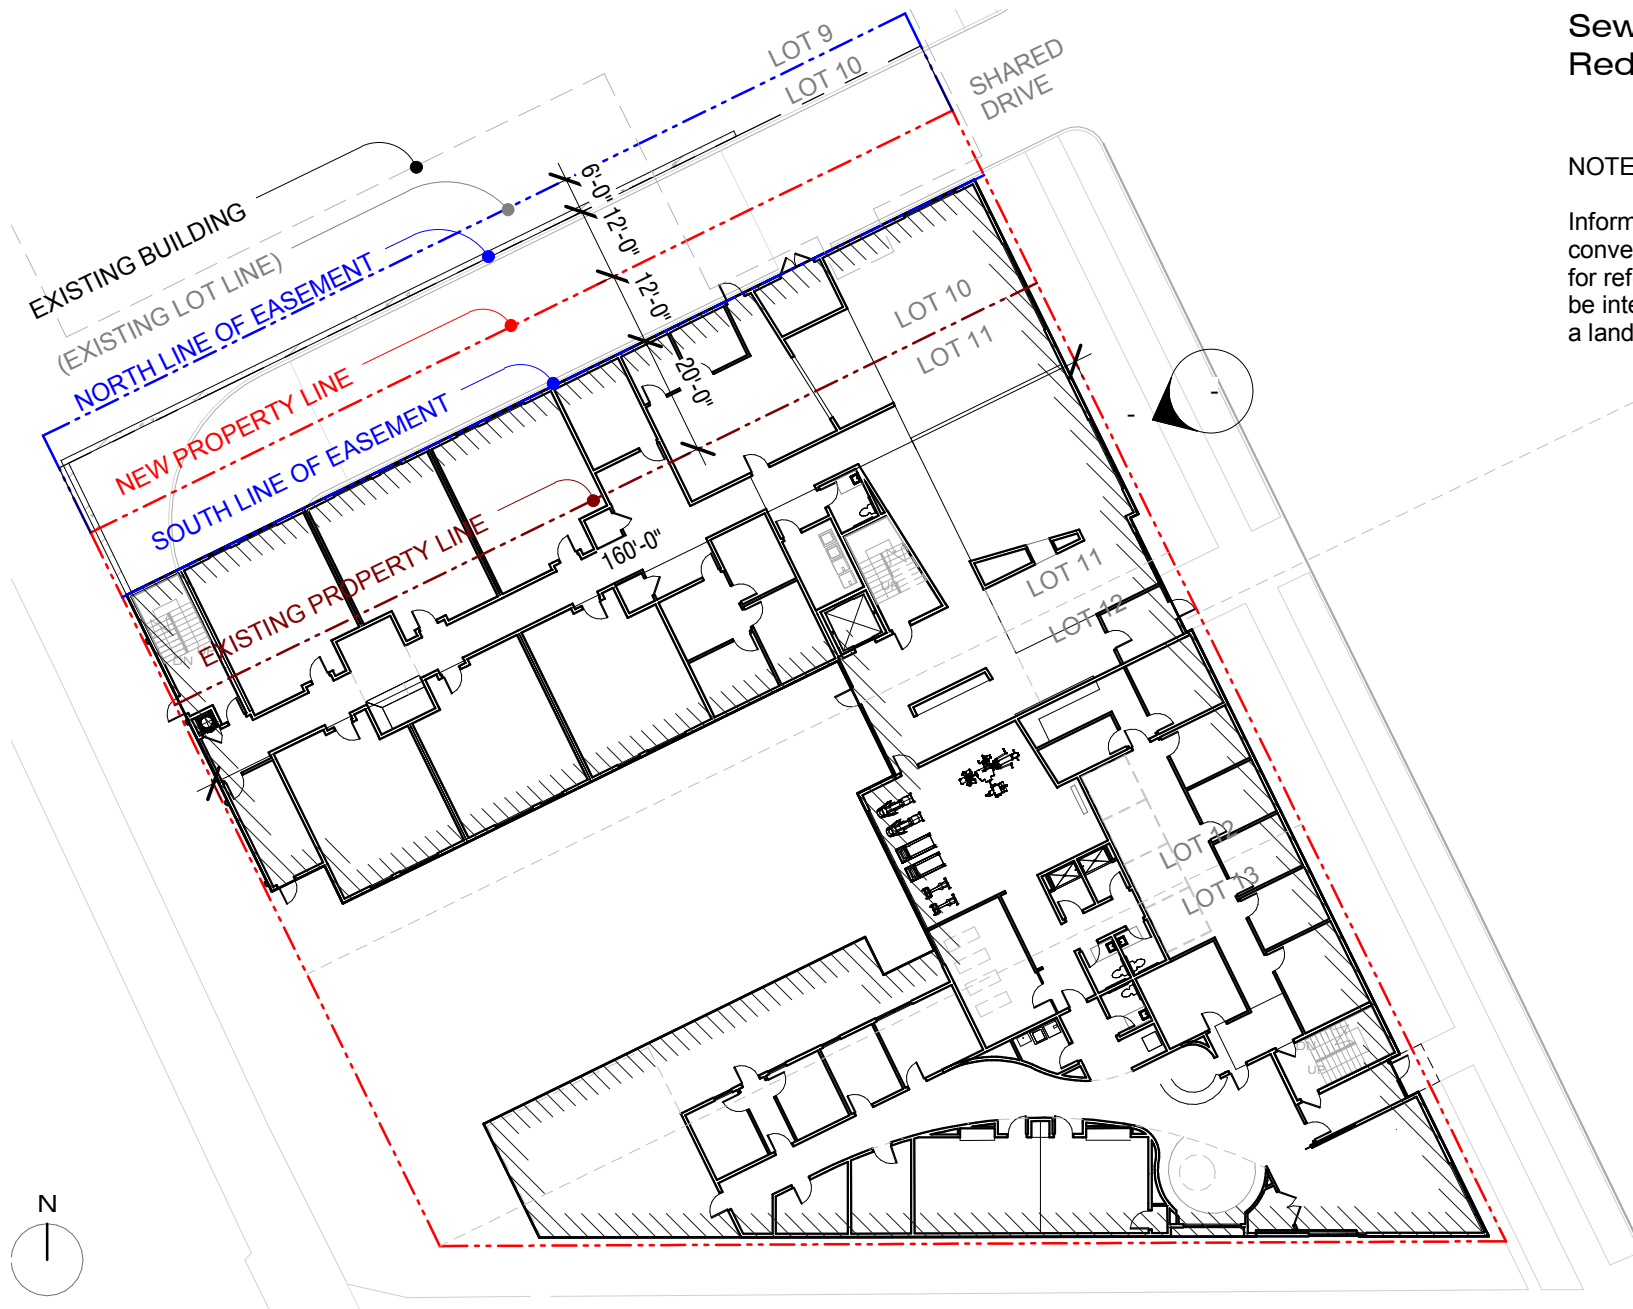 Sew
Red
NOTE
Inform
conve
for ref
be inte
a land
LOT 9
LOT 10
SHARED
DRIVE
EXISTING BUILDING
(EXISTING LOT LINE)
NORTH LINE OF EASEMENT
NEW PROPERTY LINE
SOUTH LINE OF EASEMENT
EXISTING PROPERTY LINE
6'-0"
12'-0"
12'-0"
20'-0"
160'-0"
LOT 10
LOT 11
LOT 11
LOT 12
LOT 12
LOT 13
DN
UP
N